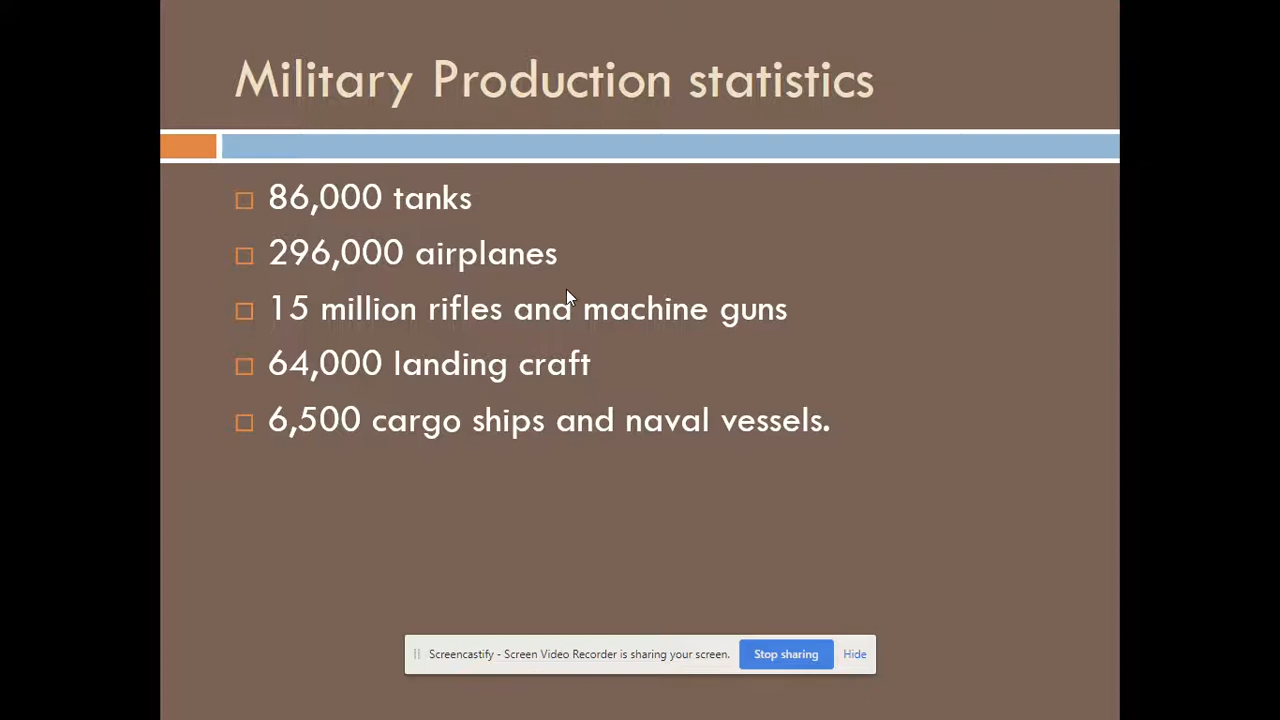 Military Production statistics
86,000 tanks
296,000 airplanes
15 million rifles and machine guns
64,000 landing craft
6,500 cargo ships and naval vessels.
Screencastify - Screen Video Recorder is sharing your screen. Stop sharing Hide